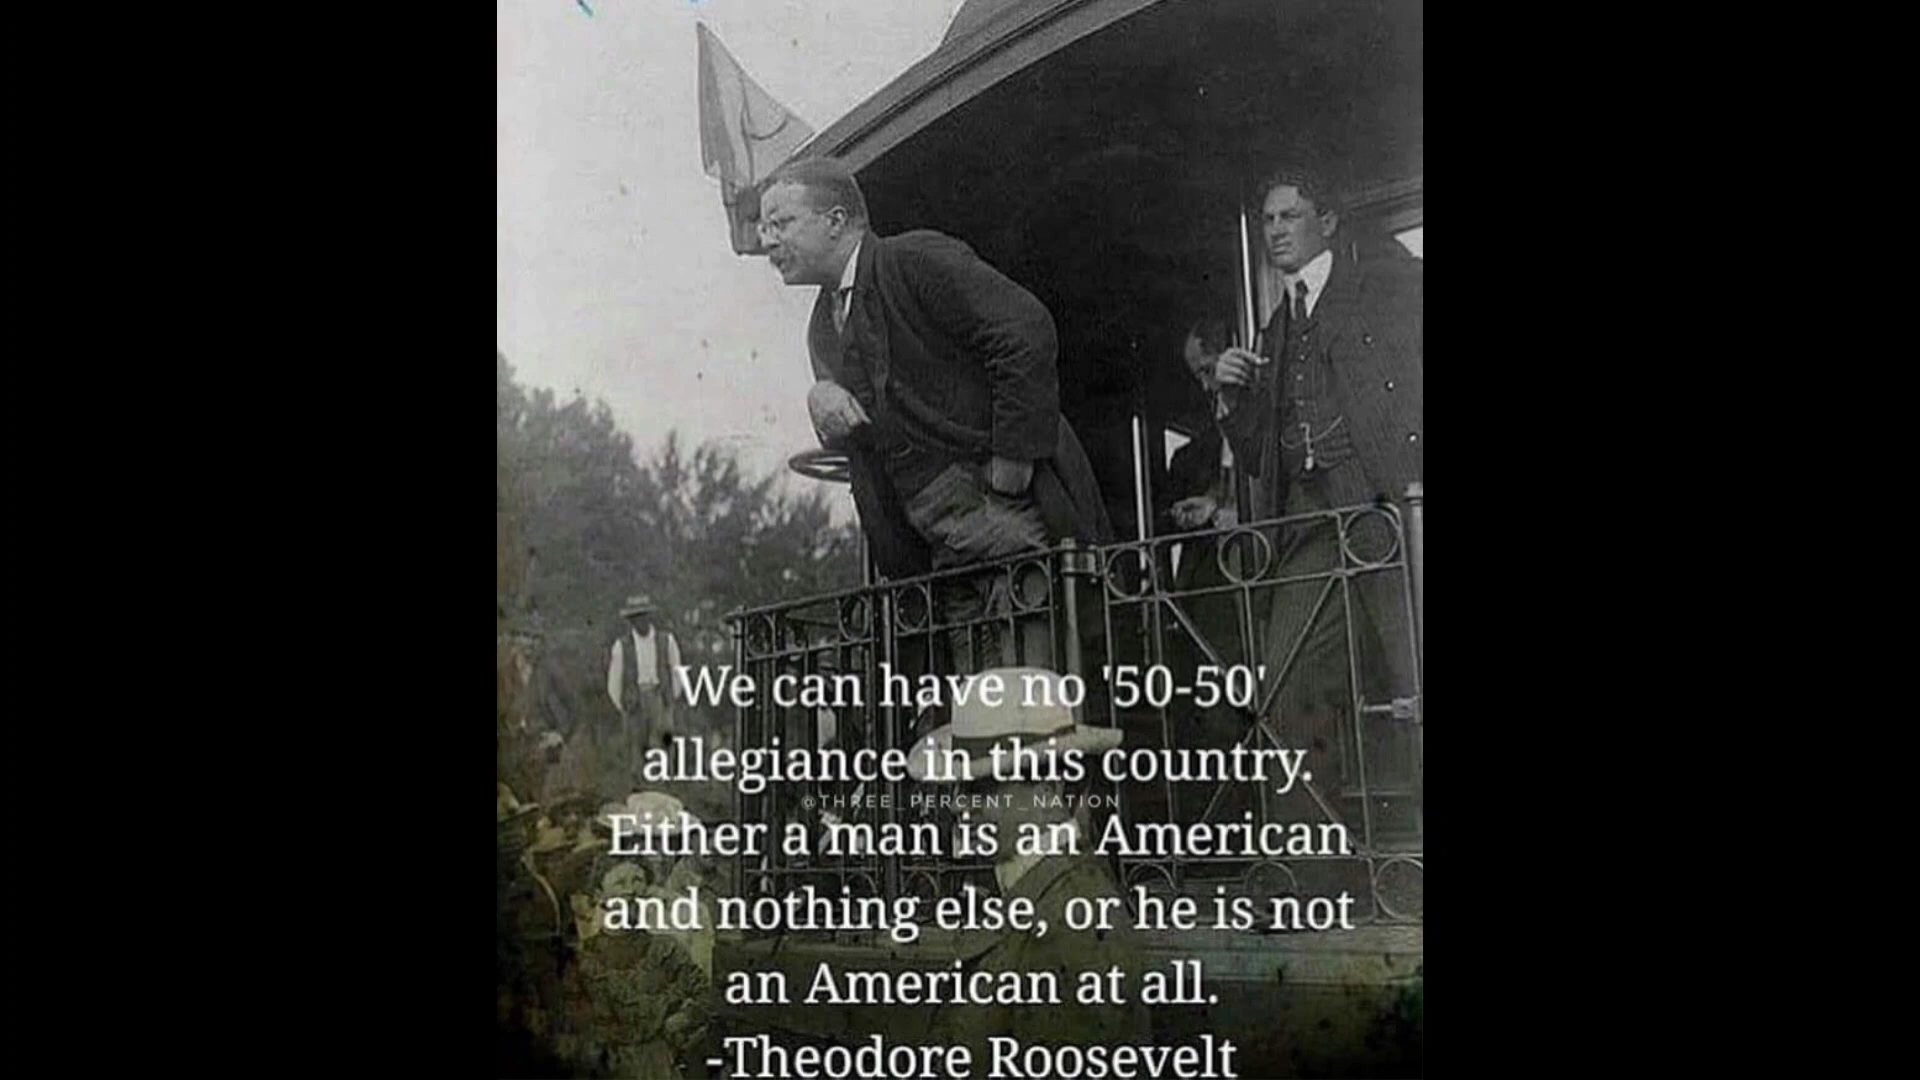 We can have no '50-50'
allegiance in this country.
@THREE_PERCENT_NATION
Either a man is an American
and nothing else, or he is not
an American at all.
-Theodore Roosevelt